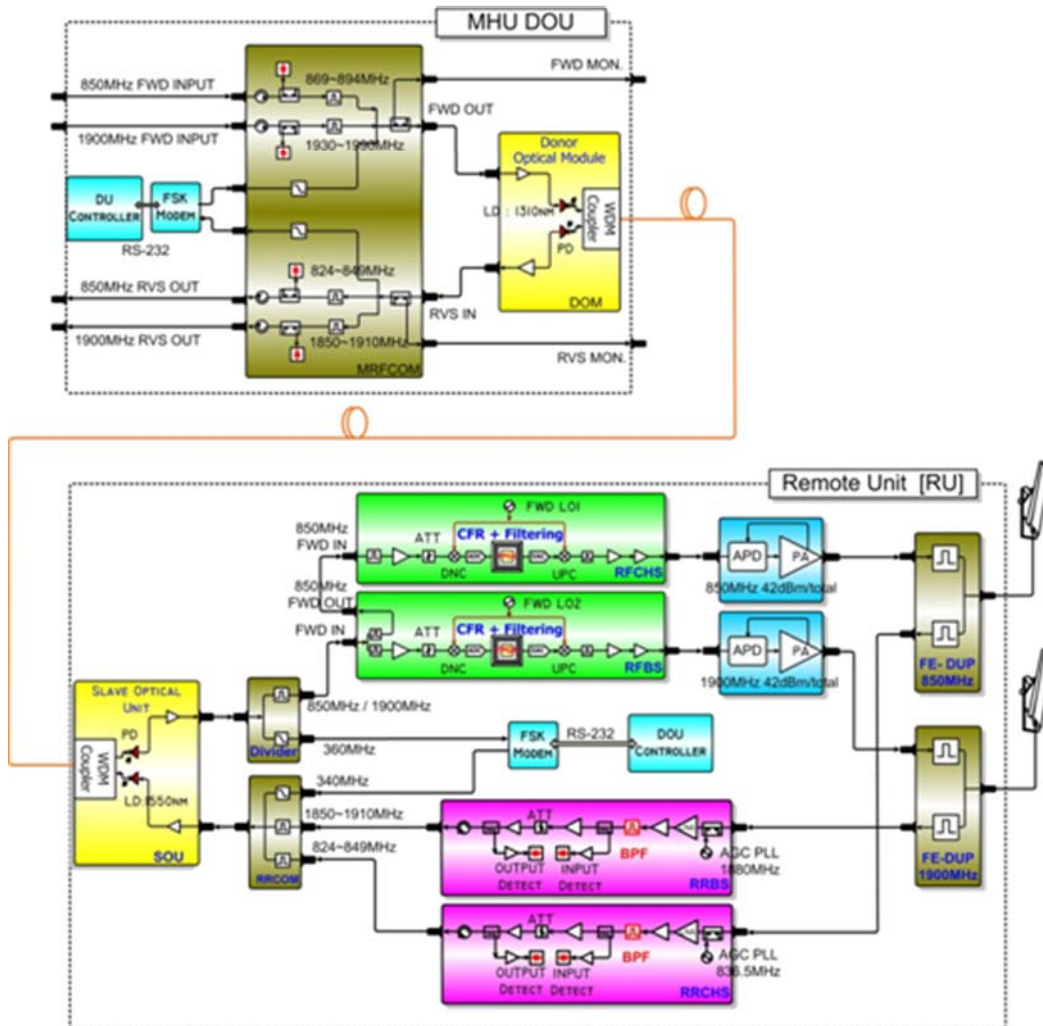 MHU DOU
FWD MON.
850MHz FWD INPUT
869~894MHz
FWD OUT
1900MHz FWD INPUT
1930~1990MHz
Donor
Optical Module
DU
CONTROLLER
FSK
MODEM
RS-232
LD : 1310NM
WDM
Coupler
PD
824~849MHz
850MHz RVS OUT
RVS IN
DOM
1900MHz RVS OUT
1850~1910MHz
RVS MON.
MRFCOM
Remote Unit [RU]
850MHz
FWD IN
FWD LO1
ATT
CFR + Filtering
DNC
UPC
RFCHS
APD
PA
850MHz 42dBm/total
850MHz
FWD OUT
FWD IN
FWD LO2
ATT
CFR + Filtering
DNC
UPC
RFBS
APD
PA
1900MHz 42dBm/total
FE- DUP
850MHz
SLAVE OPTICAL
UNIT
PD
WDM
Coupler
LD:1550NM
SOU
850MHz / 1900MHz
Divider
360MHz
FSK
MODEM
RS-232
DOU
CONTROLLER
340MHz
1850~1910MHz
824~849MHz
RRCOM
ATT
BPF
AGC PLL
1880MHz
OUTPUT
DETECT
INPUT
DETECT
RRBS
FE-DUP
1900MHz
ATT
BPF
AGC PLL
836.5MHz
OUTPUT
DETECT
INPUT
DETECT
RRCHS